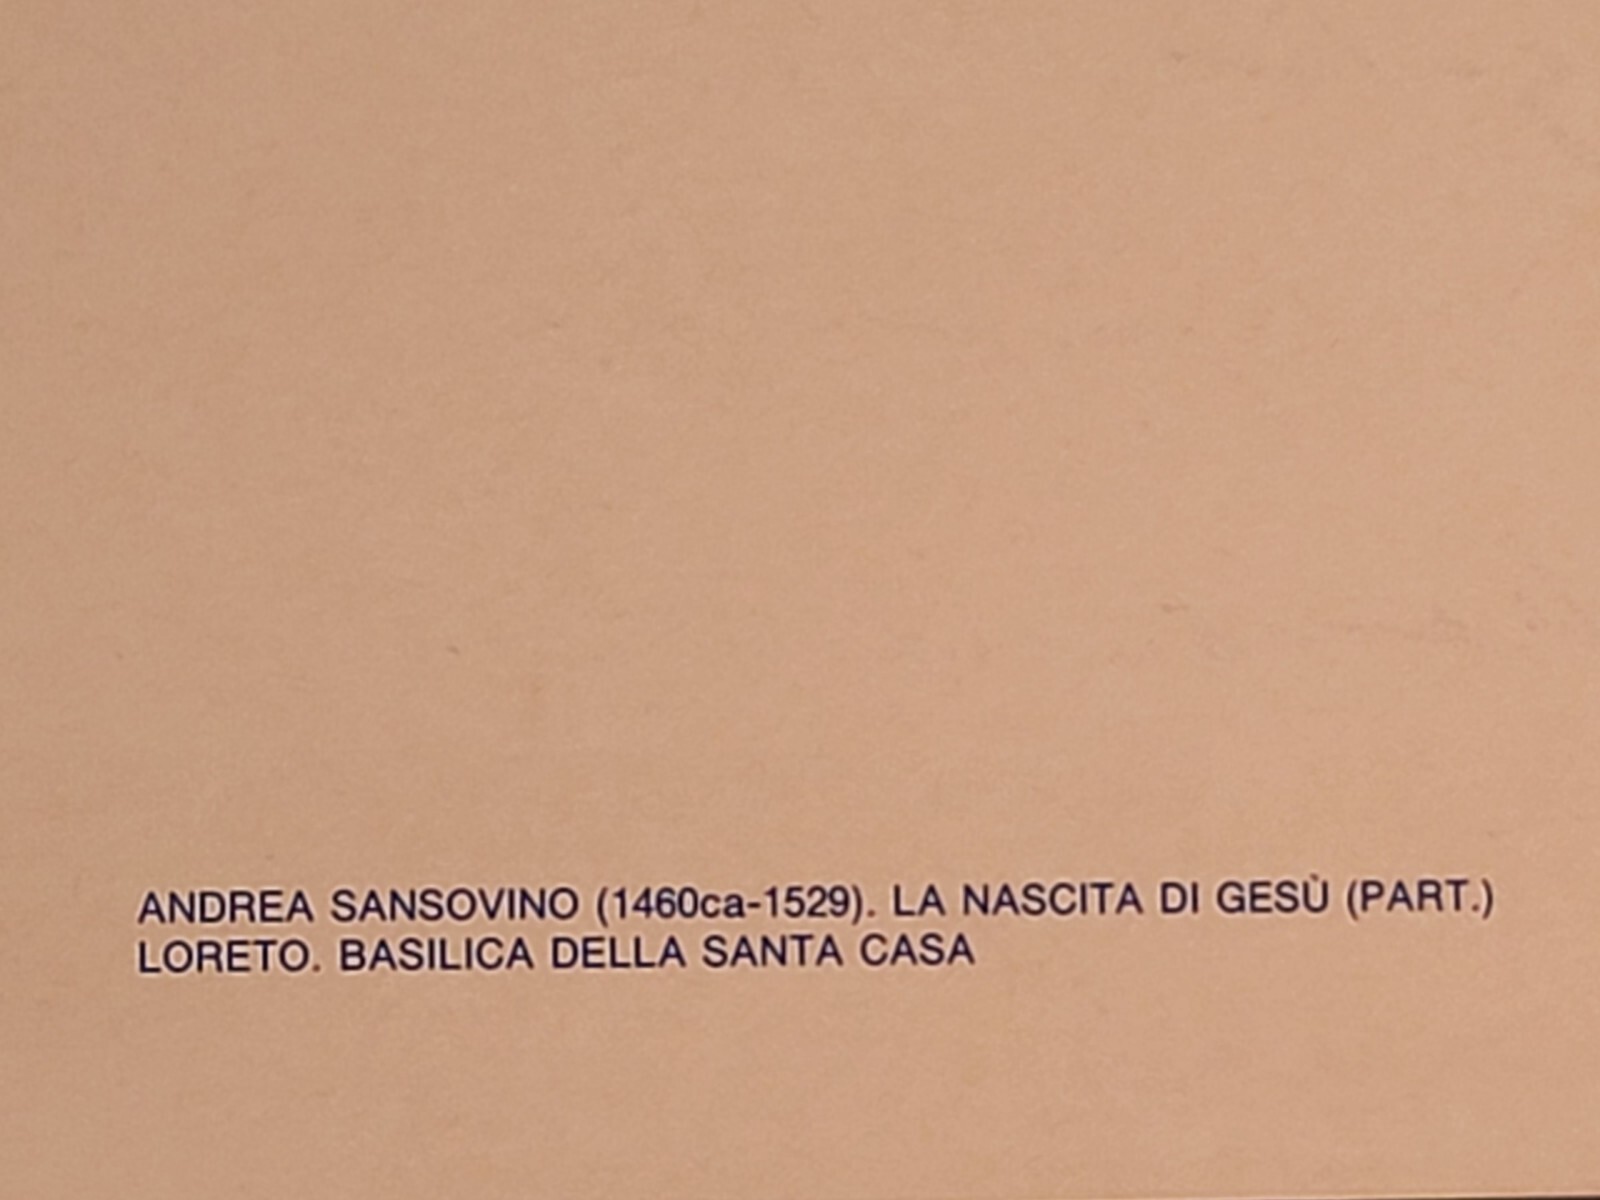 ANDREA SANSOVINO (1460ca-1529). LA NASCITA DI GESÙ (PART.)
LORETO. BASILICA DELLA SANTA CASA